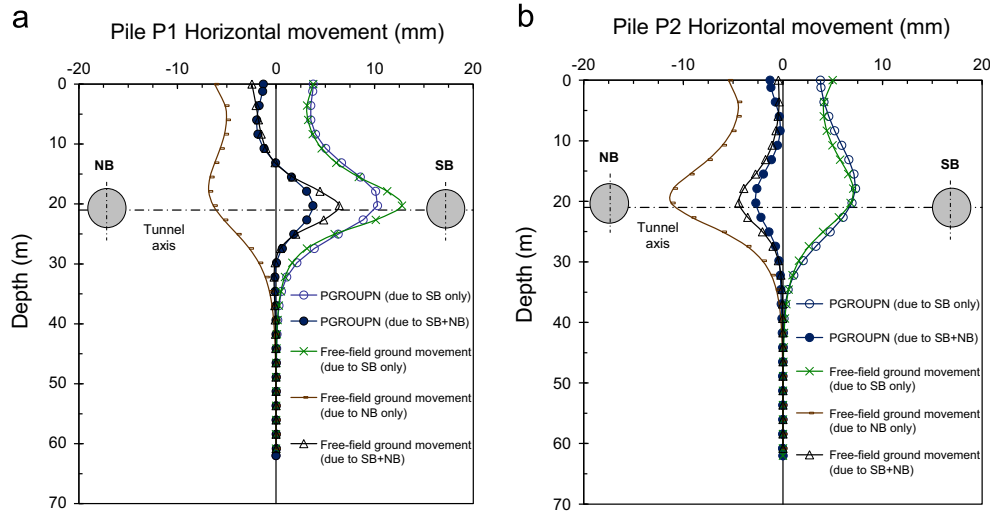 a
Pile P1 Horizontal movement (mm)
-20 -10 0 10 20
0
10
20
30
40
50
60
70
Depth (m)
NB
SB
Tunnel
axis
PGROUPN (due to SB only)
PGROUPN (due to SB+NB)
Free-field ground movement
(due to SB only)
Free-field ground movement
(due to NB only)
Free-field ground movement
(due to SB+NB)
b
Pile P2 Horizontal movement (mm)
-20 -10 0 10 20
0
10
20
30
40
50
60
70
Depth (m)
NB
SB
Tunnel
axis
PGROUPN (due to SB only)
PGROUPN (due to SB+NB)
Free-field ground movement
(due to SB only)
Free-field ground movement
(due to NB only)
Free-field ground movement
(due to SB+NB)